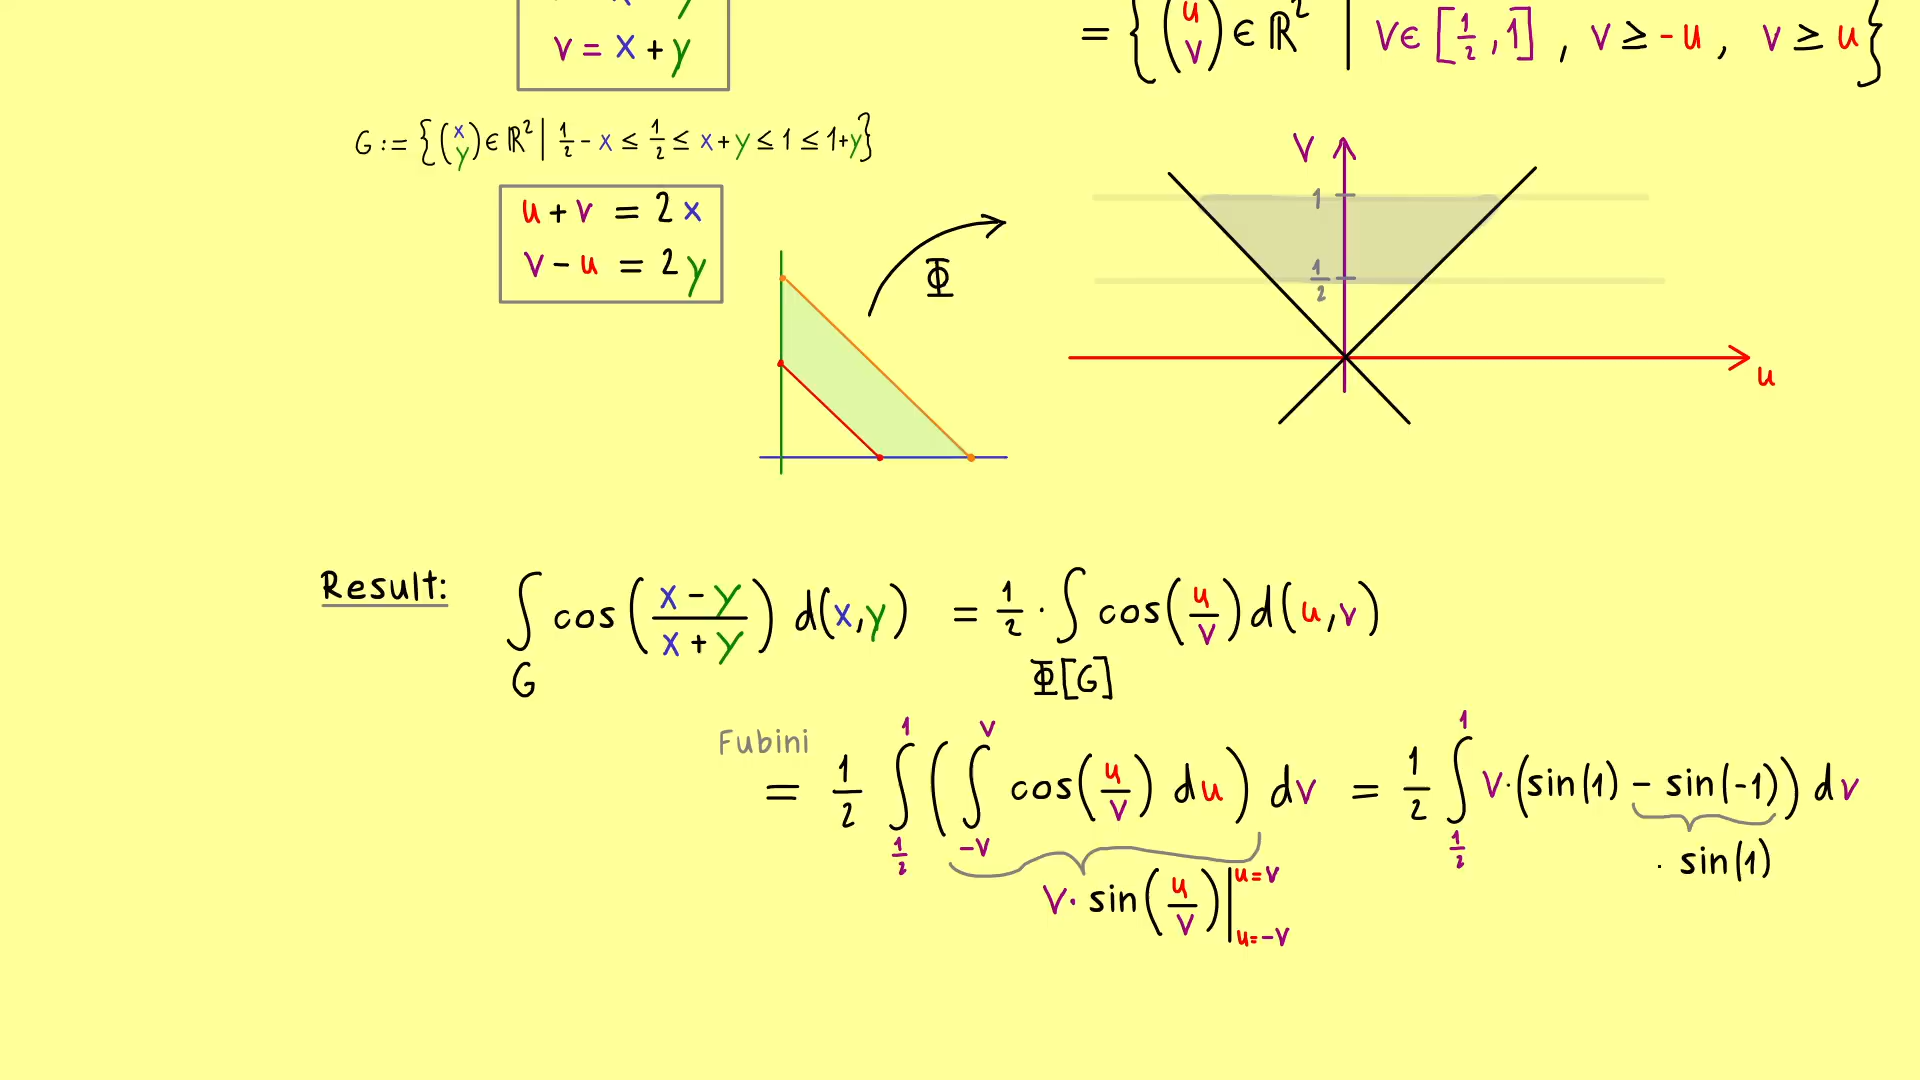 v = x + y
= { (u v) ∈ ℝ² | v ∈ [1/2, 1] , v ≥ -u , v ≥ u }
G := { (x y) ∈ ℝ² | 1/2 - x ≤ 1/2 ≤ x + y ≤ 1 ≤ 1 + y }
u + v = 2x
v - u = 2y
Φ
v
1
1/2
u
Result: ∫_G cos((x - y)/(x + y)) d(x,y) = 1/2 · ∫_Φ[G] cos(u/v) d(u,v)
Fubini
= 1/2 ∫_{1/2}^{1} ( ∫_{-v}^{v} cos(u/v) du ) dv = 1/2 ∫_{1/2}^{1} v·(sin(1) - sin(-1)) dv
· sin(1)
v· sin(u/v) |_{u=-v}^{u=v}